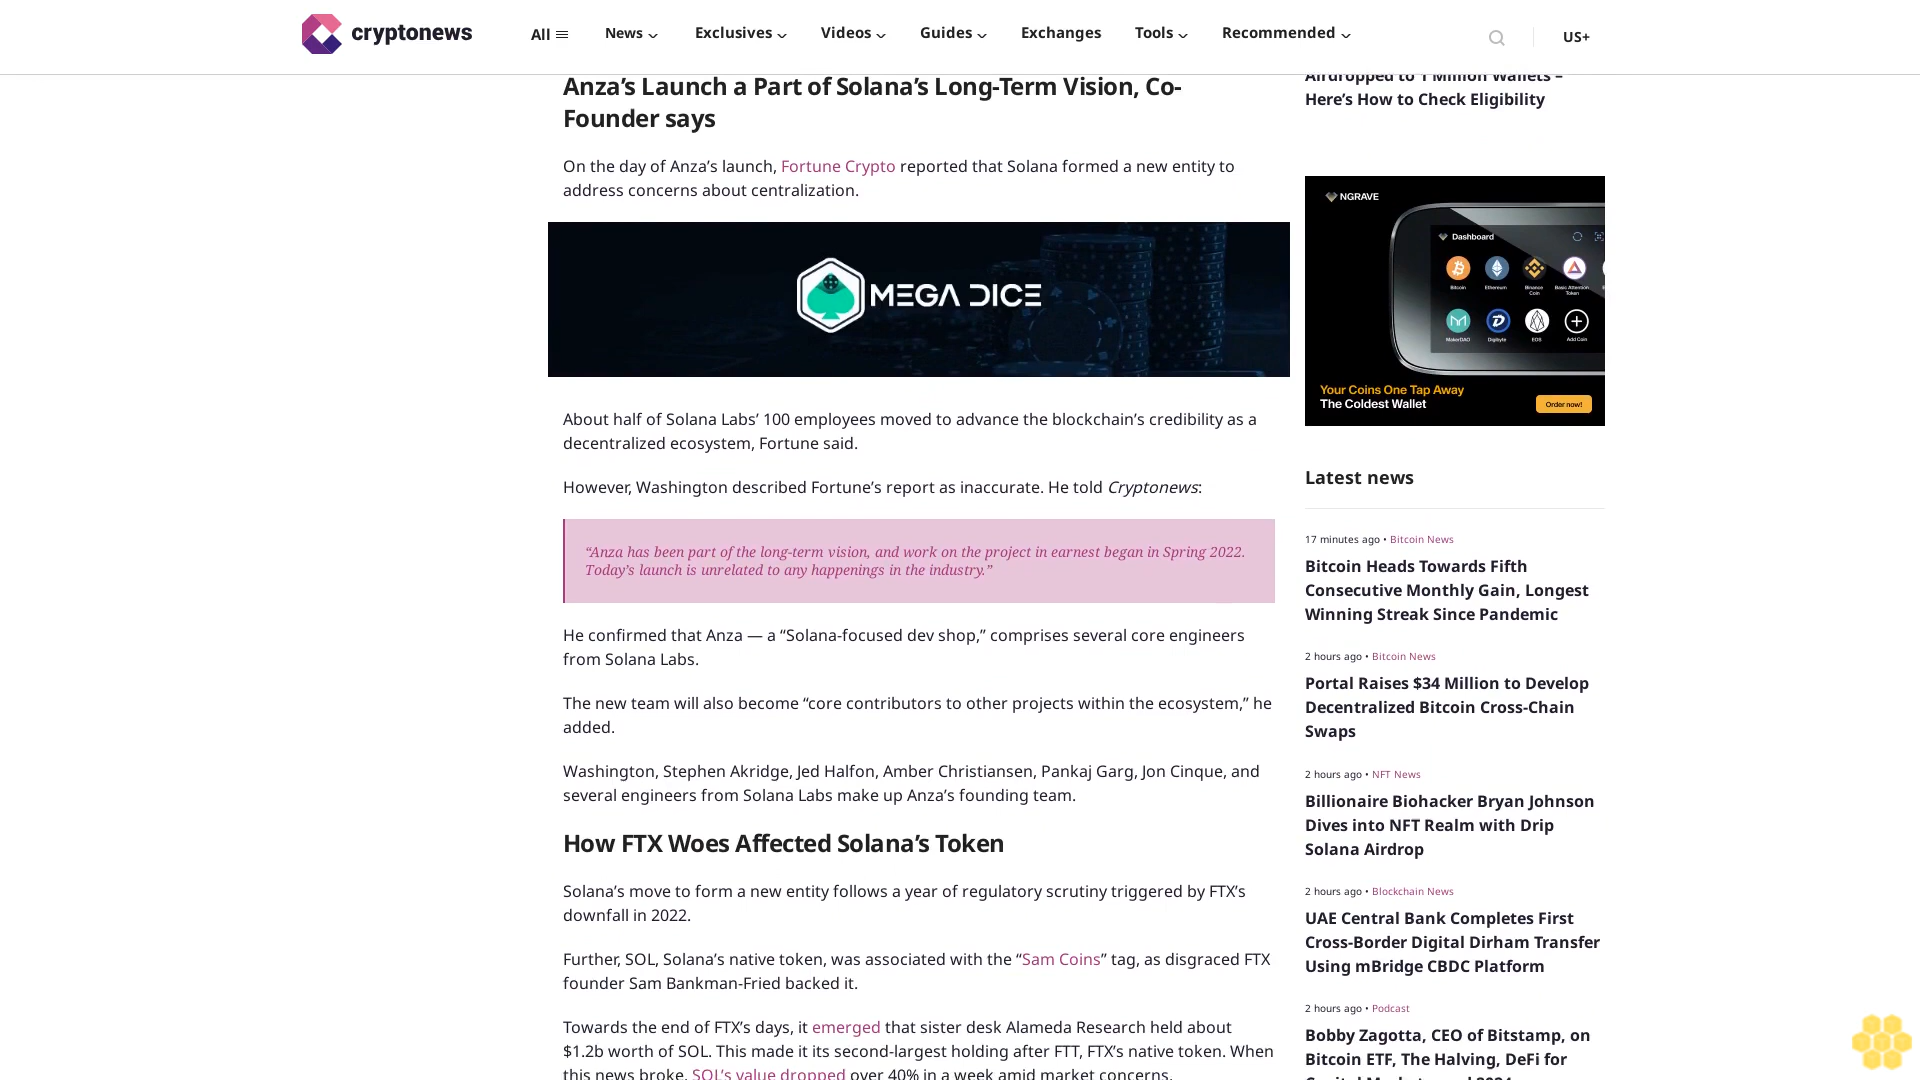 cryptonews
All
News
Exclusives
Videos
Guides
Exchanges
Tools
Recommended
US+
Anza’s Launch a Part of Solana’s Long-Term Vision, Co-
Founder says
On the day of Anza’s launch, Fortune Crypto reported that Solana formed a new entity to
address concerns about centralization.
MEGA DICE
About half of Solana Labs’ 100 employees moved to advance the blockchain’s credibility as a
decentralized ecosystem, Fortune said.
However, Washington described Fortune’s report as inaccurate. He told Cryptonews:
“Anza has been part of the long-term vision, and work on the project in earnest began in Spring 2022.
Today’s launch is unrelated to any happenings in the industry.”
He confirmed that Anza — a “Solana-focused dev shop,” comprises several core engineers
from Solana Labs.
The new team will also become “core contributors to other projects within the ecosystem,” he
added.
Washington, Stephen Akridge, Jed Halfon, Amber Christiansen, Pankaj Garg, Jon Cinque, and
several engineers from Solana Labs make up Anza’s founding team.
How FTX Woes Affected Solana’s Token
Solana’s move to form a new entity follows a year of regulatory scrutiny triggered by FTX’s
downfall in 2022.
Further, SOL, Solana’s native token, was associated with the “Sam Coins” tag, as disgraced FTX
founder Sam Bankman-Fried backed it.
Towards the end of FTX’s days, it emerged that sister desk Alameda Research held about
$1.2b worth of SOL. This made it its second-largest holding after FTT, FTX’s native token. When
this news broke, SOL’s value dropped over 40% in a week amid market concerns.
Airdropped to 1 Million Wallets –
Here’s How to Check Eligibility
NGRAVE
Dashboard
Bitcoin
Ethereum
Binance
Coin
Basic Attention
Token
MakerDAO
Digibyte
EOS
Add Coin
Your Coins One Tap Away
The Coldest Wallet
Order now!
Latest news
17 minutes ago • Bitcoin News
Bitcoin Heads Towards Fifth
Consecutive Monthly Gain, Longest
Winning Streak Since Pandemic
2 hours ago • Bitcoin News
Portal Raises $34 Million to Develop
Decentralized Bitcoin Cross-Chain
Swaps
2 hours ago • NFT News
Billionaire Biohacker Bryan Johnson
Dives into NFT Realm with Drip
Solana Airdrop
2 hours ago • Blockchain News
UAE Central Bank Completes First
Cross-Border Digital Dirham Transfer
Using mBridge CBDC Platform
2 hours ago • Podcast
Bobby Zagotta, CEO of Bitstamp, on
Bitcoin ETF, The Halving, DeFi for
Capital Markets and 2024